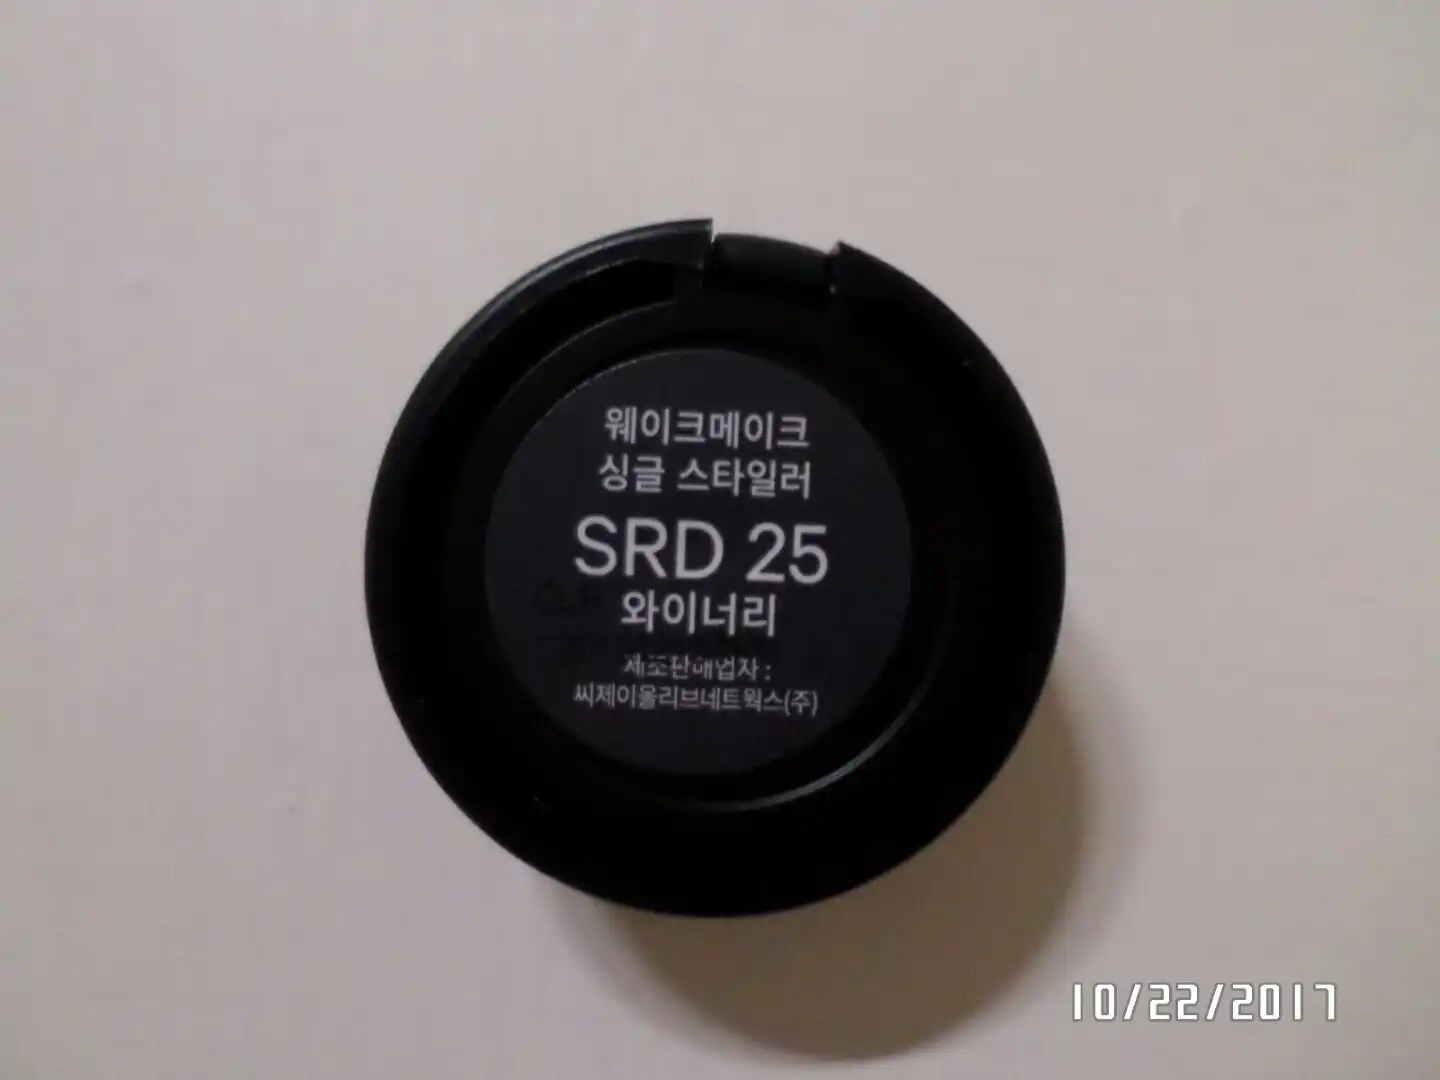 웨이크메이크
싱글 스타일러
SRD 25
와이너리
제조판매업자 :
씨제이올리브네트웍스(주)
10/22/2017